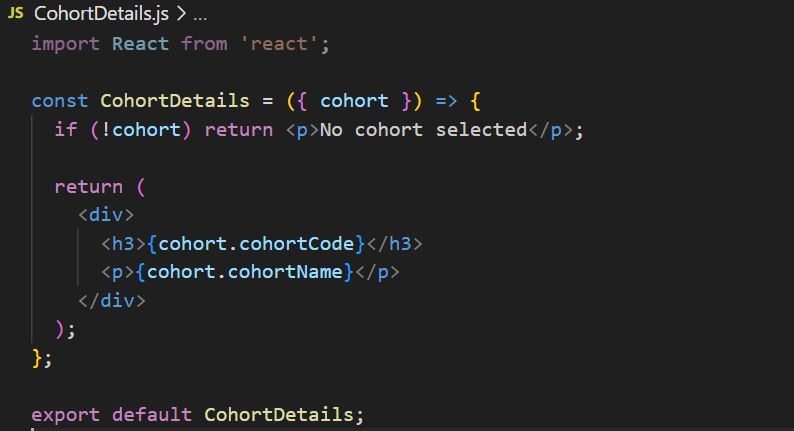 JS CohortDetails.js > ...
import React from 'react';
const CohortDetails = ({ cohort }) => {
  if (!cohort) return <p>No cohort selected</p>;
  return (
    <div>
      <h3>{cohort.cohortCode}</h3>
      <p>{cohort.cohortName}</p>
    </div>
  );
};
export default CohortDetails;